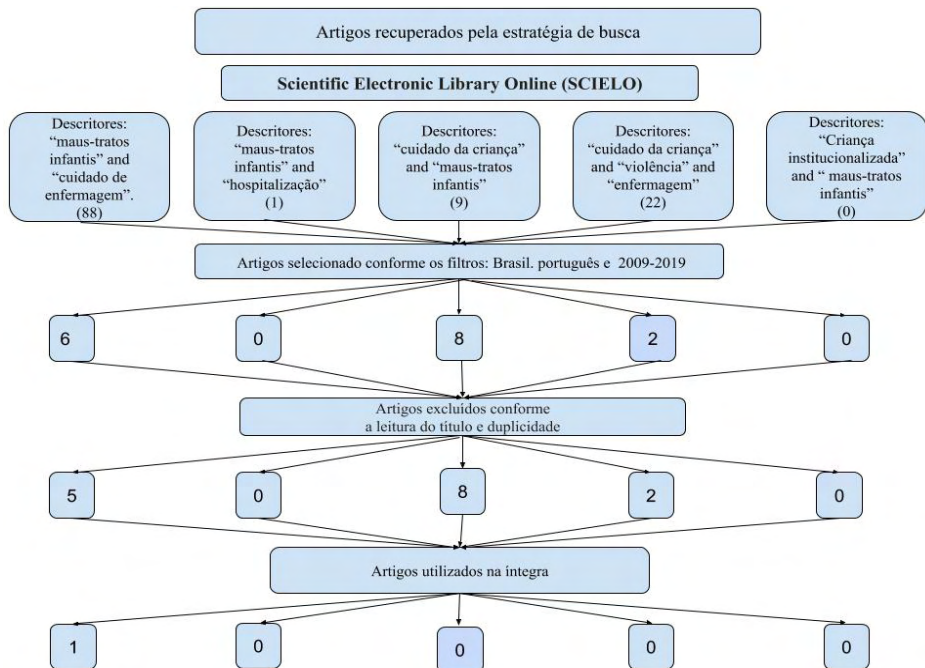 Artigos recuperados pela estratégia de busca
Scientific Electronic Library Online (SCIELO)
Descritores:
“maus-tratos
infantis” and
“cuidado de
enfermagem”.
(88)
Descritores:
“maus-tratos
infantis” and
“hospitalização”
(1)
Descritores:
“cuidado da criança”
and “maus-tratos
infantis”
(9)
Descritores:
“cuidado da criança”
and “violência” and
“enfermagem”
(22)
Descritores:
“Criança
institucionalizada”
and “ maus-tratos
infantis”
(0)
Artigos selecionado conforme os filtros: Brasil. português e 2009-2019
6
0
8
2
0
Artigos excluídos conforme
a leitura do título e duplicidade
5
0
8
2
0
Artigos utilizados na íntegra
1
0
0
0
0